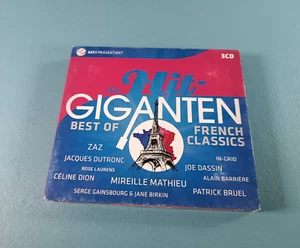 SAT.1 PRÄSENTIERT
3CD
Die
Hit-
GIGANTEN
BEST OF FRENCH CLASSICS
ZAZ
IN-GRID
JACQUES DUTRONC
JOE DASSIN
ROSE LAURENS
ALAIN BARRIÈRE
CÉLINE DION
MIREILLE MATHIEU
PATRICK BRUEL
SERGE GAINSBOURG & JANE BIRKIN